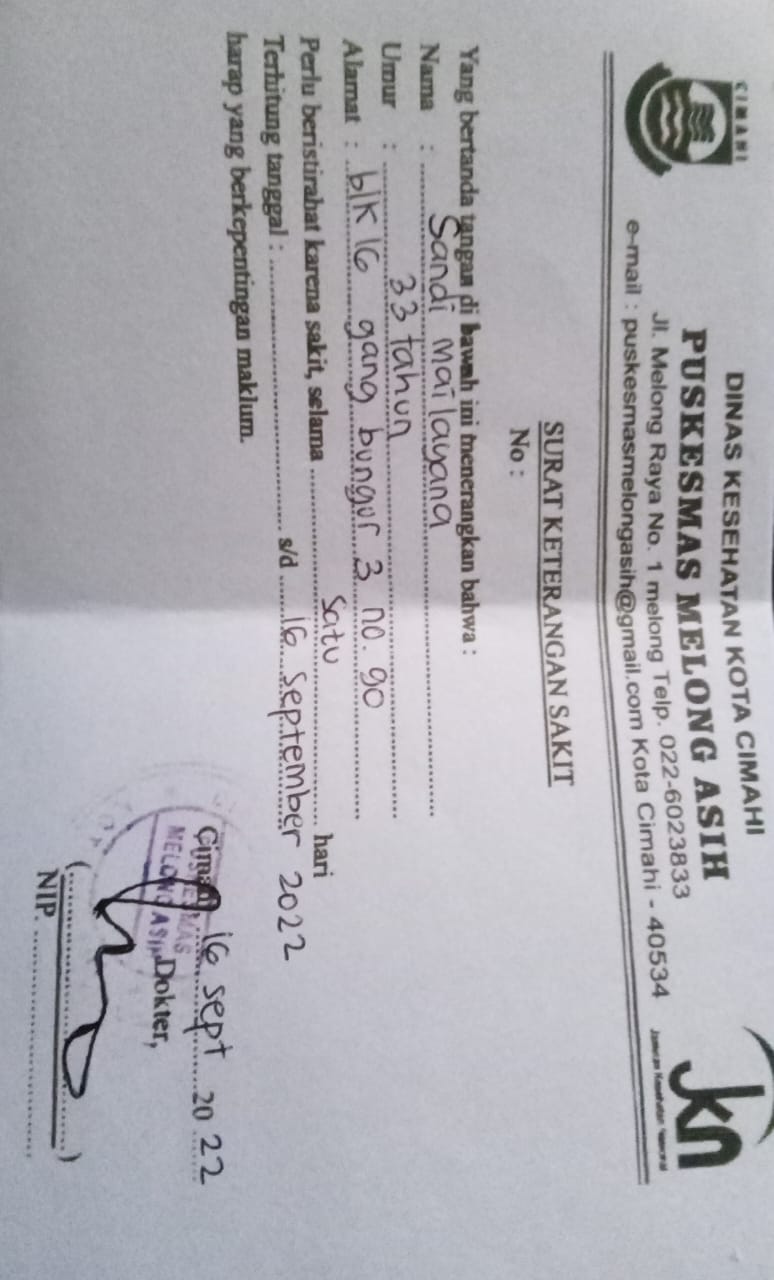 CIMAHI
DINAS KESEHATAN KOTA CIMAHI
PUSKESMAS MELONG ASIH
Jl. Melong Raya No. 1 melong Telp. 022-6023833
e-mail : puskesmasmelongasih@gmail.com Kota Cimahi - 40534
jkn
Jaminan Kesehatan Nasional
SURAT KETERANGAN SAKIT
No :
Yang bertanda tangan di bawah ini menerangkan bahwa :
Nama : Sandi mailayana
Umur : 33 tahun
Alamat : blk 16 gang bungur 3 no. 90
Perlu beristirahat karena sakit, selama satu hari
Terhitung tanggal : s/d 16 September 2022
harap yang berkepentingan maklum.
Cimahi, 16 sept 2022
Dokter,
PUSKESMAS
MELONG ASIH
(..............................)
NIP. ..............................